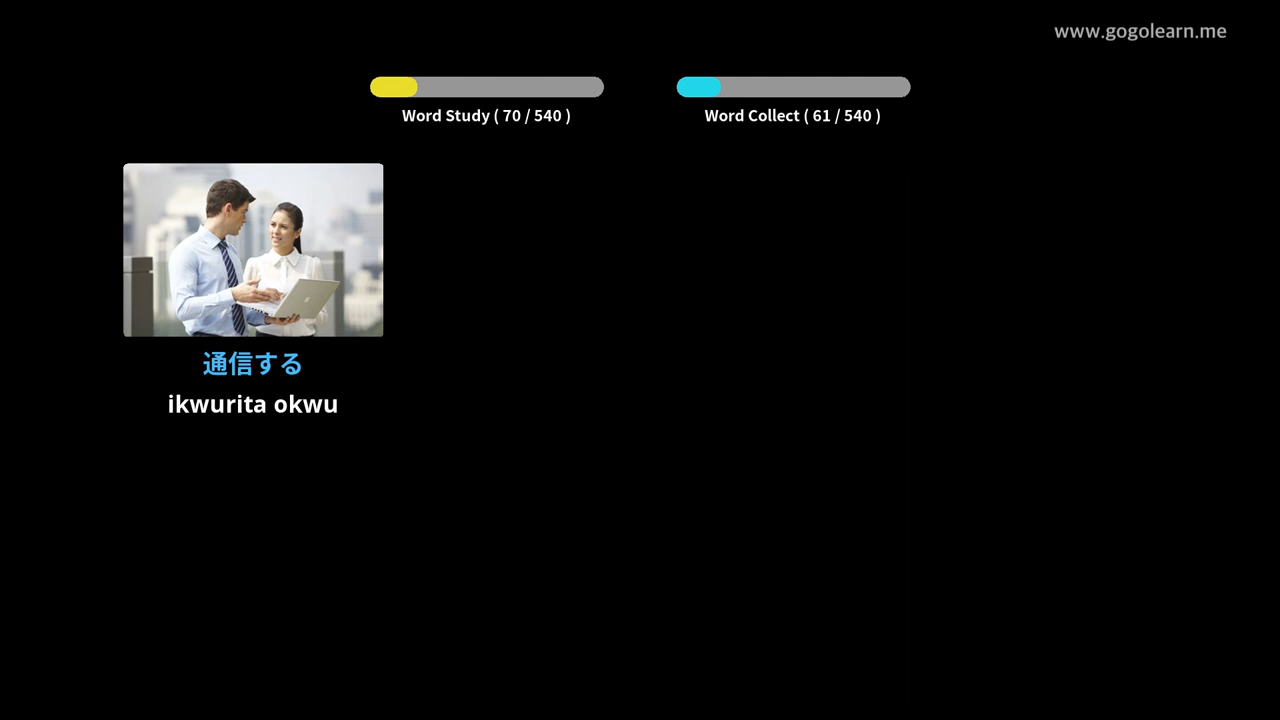 www.gogolearn.me
Word Study ( 70 / 540 )
Word Collect ( 61 / 540 )
通信する
ikwurita okwu